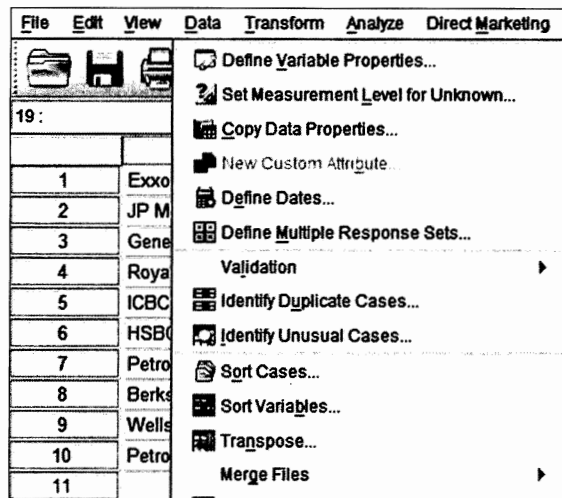 File Edit View Data Transform Analyze Direct Marketing
Define Variable Properties...
Set Measurement Level for Unknown...
19 :
Copy Data Properties...
New Custom Attribute...
1 Exxo
Define Dates...
2 JP M
3 Gene
Define Multiple Response Sets...
4 Roya
Validation
5 ICBC
Identify Duplicate Cases...
6 HSBC
Identify Unusual Cases...
7 Petro
Sort Cases...
8 Berks
Sort Variables...
9 Wells
Transpose...
10 Petro
Merge Files
11